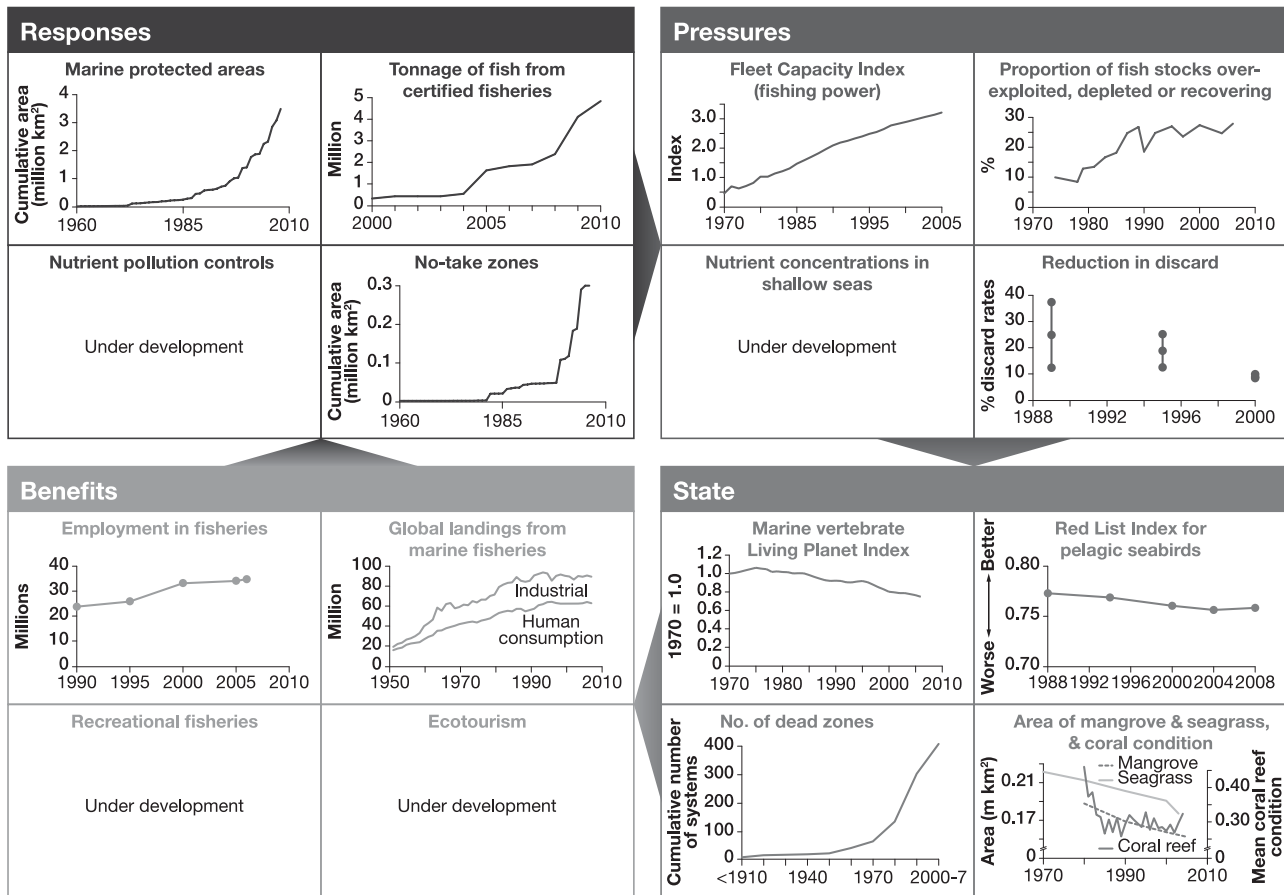 Responses
Marine protected areas
Cumulative area
(million km²)
4
3
2
1
0
1960
1985
2010
Tonnage of fish from
certified fisheries
Million
5
4
3
2
1
0
2000
2005
2010
Nutrient pollution controls
Under development
No-take zones
Cumulative area
(million km²)
0.3
0.2
0.1
0
1960
1985
2010
Pressures
Fleet Capacity Index
(fishing power)
Index
3.0
2.0
1.0
0.0
1970
1985
1995
2005
Proportion of fish stocks over-
exploited, depleted or recovering
%
30
20
10
0
1970
1980
1990
2000
2010
Nutrient concentrations in
shallow seas
Under development
Reduction in discard
% discard rates
40
30
20
10
0
1988
1992
1996
2000
Benefits
Employment in fisheries
Millions
40
30
20
10
0
1990
1995
2000
2005
2010
Global landings from
marine fisheries
Million
100
80
60
40
20
0
Industrial
Human
consumption
1950
1970
1990
2010
Recreational fisheries
Under development
Ecotourism
Under development
State
Marine vertebrate
Living Planet Index
1970 = 1.0
1.2
1.0
0.8
0.6
0.4
0.2
0
1970
1980
1990
2000
2010
Red List Index for
pelagic seabirds
Worse
Better
0.80
0.75
0.70
1988
1992
1996
2000
2004
2008
No. of dead zones
Cumulative number
of systems
400
300
200
100
0
<1910
1940
1970
2000-7
Area of mangrove & seagrass,
& coral condition
Area (m km²)
0.21
0.17
0
Mangrove
Seagrass
Coral reef
1970
1990
2010
0.40
0.30
0
Mean coral reef
condition